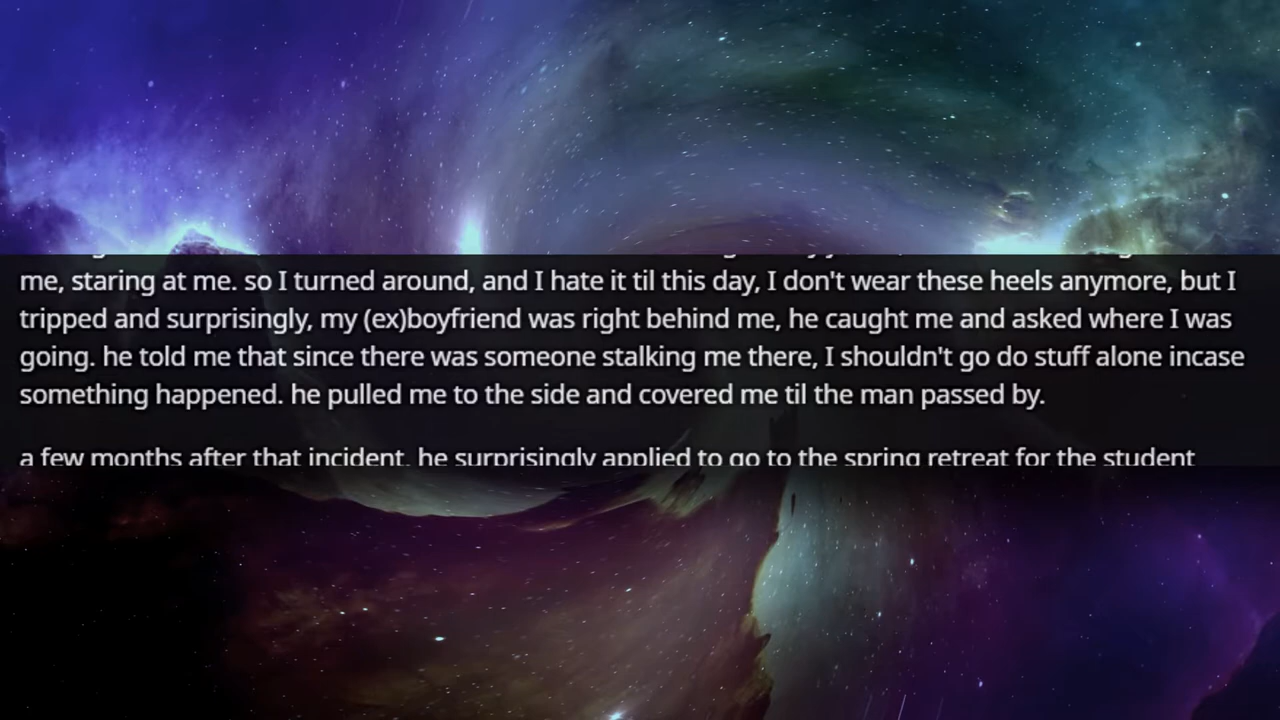 me, staring at me. so I turned around, and I hate it til this day, I don't wear these heels anymore, but I
tripped and surprisingly, my (ex)boyfriend was right behind me, he caught me and asked where I was
going. he told me that since there was someone stalking me there, I shouldn't go do stuff alone incase
something happened. he pulled me to the side and covered me til the man passed by.
a few months after that incident, he surprisingly applied to go to the spring retreat for the student